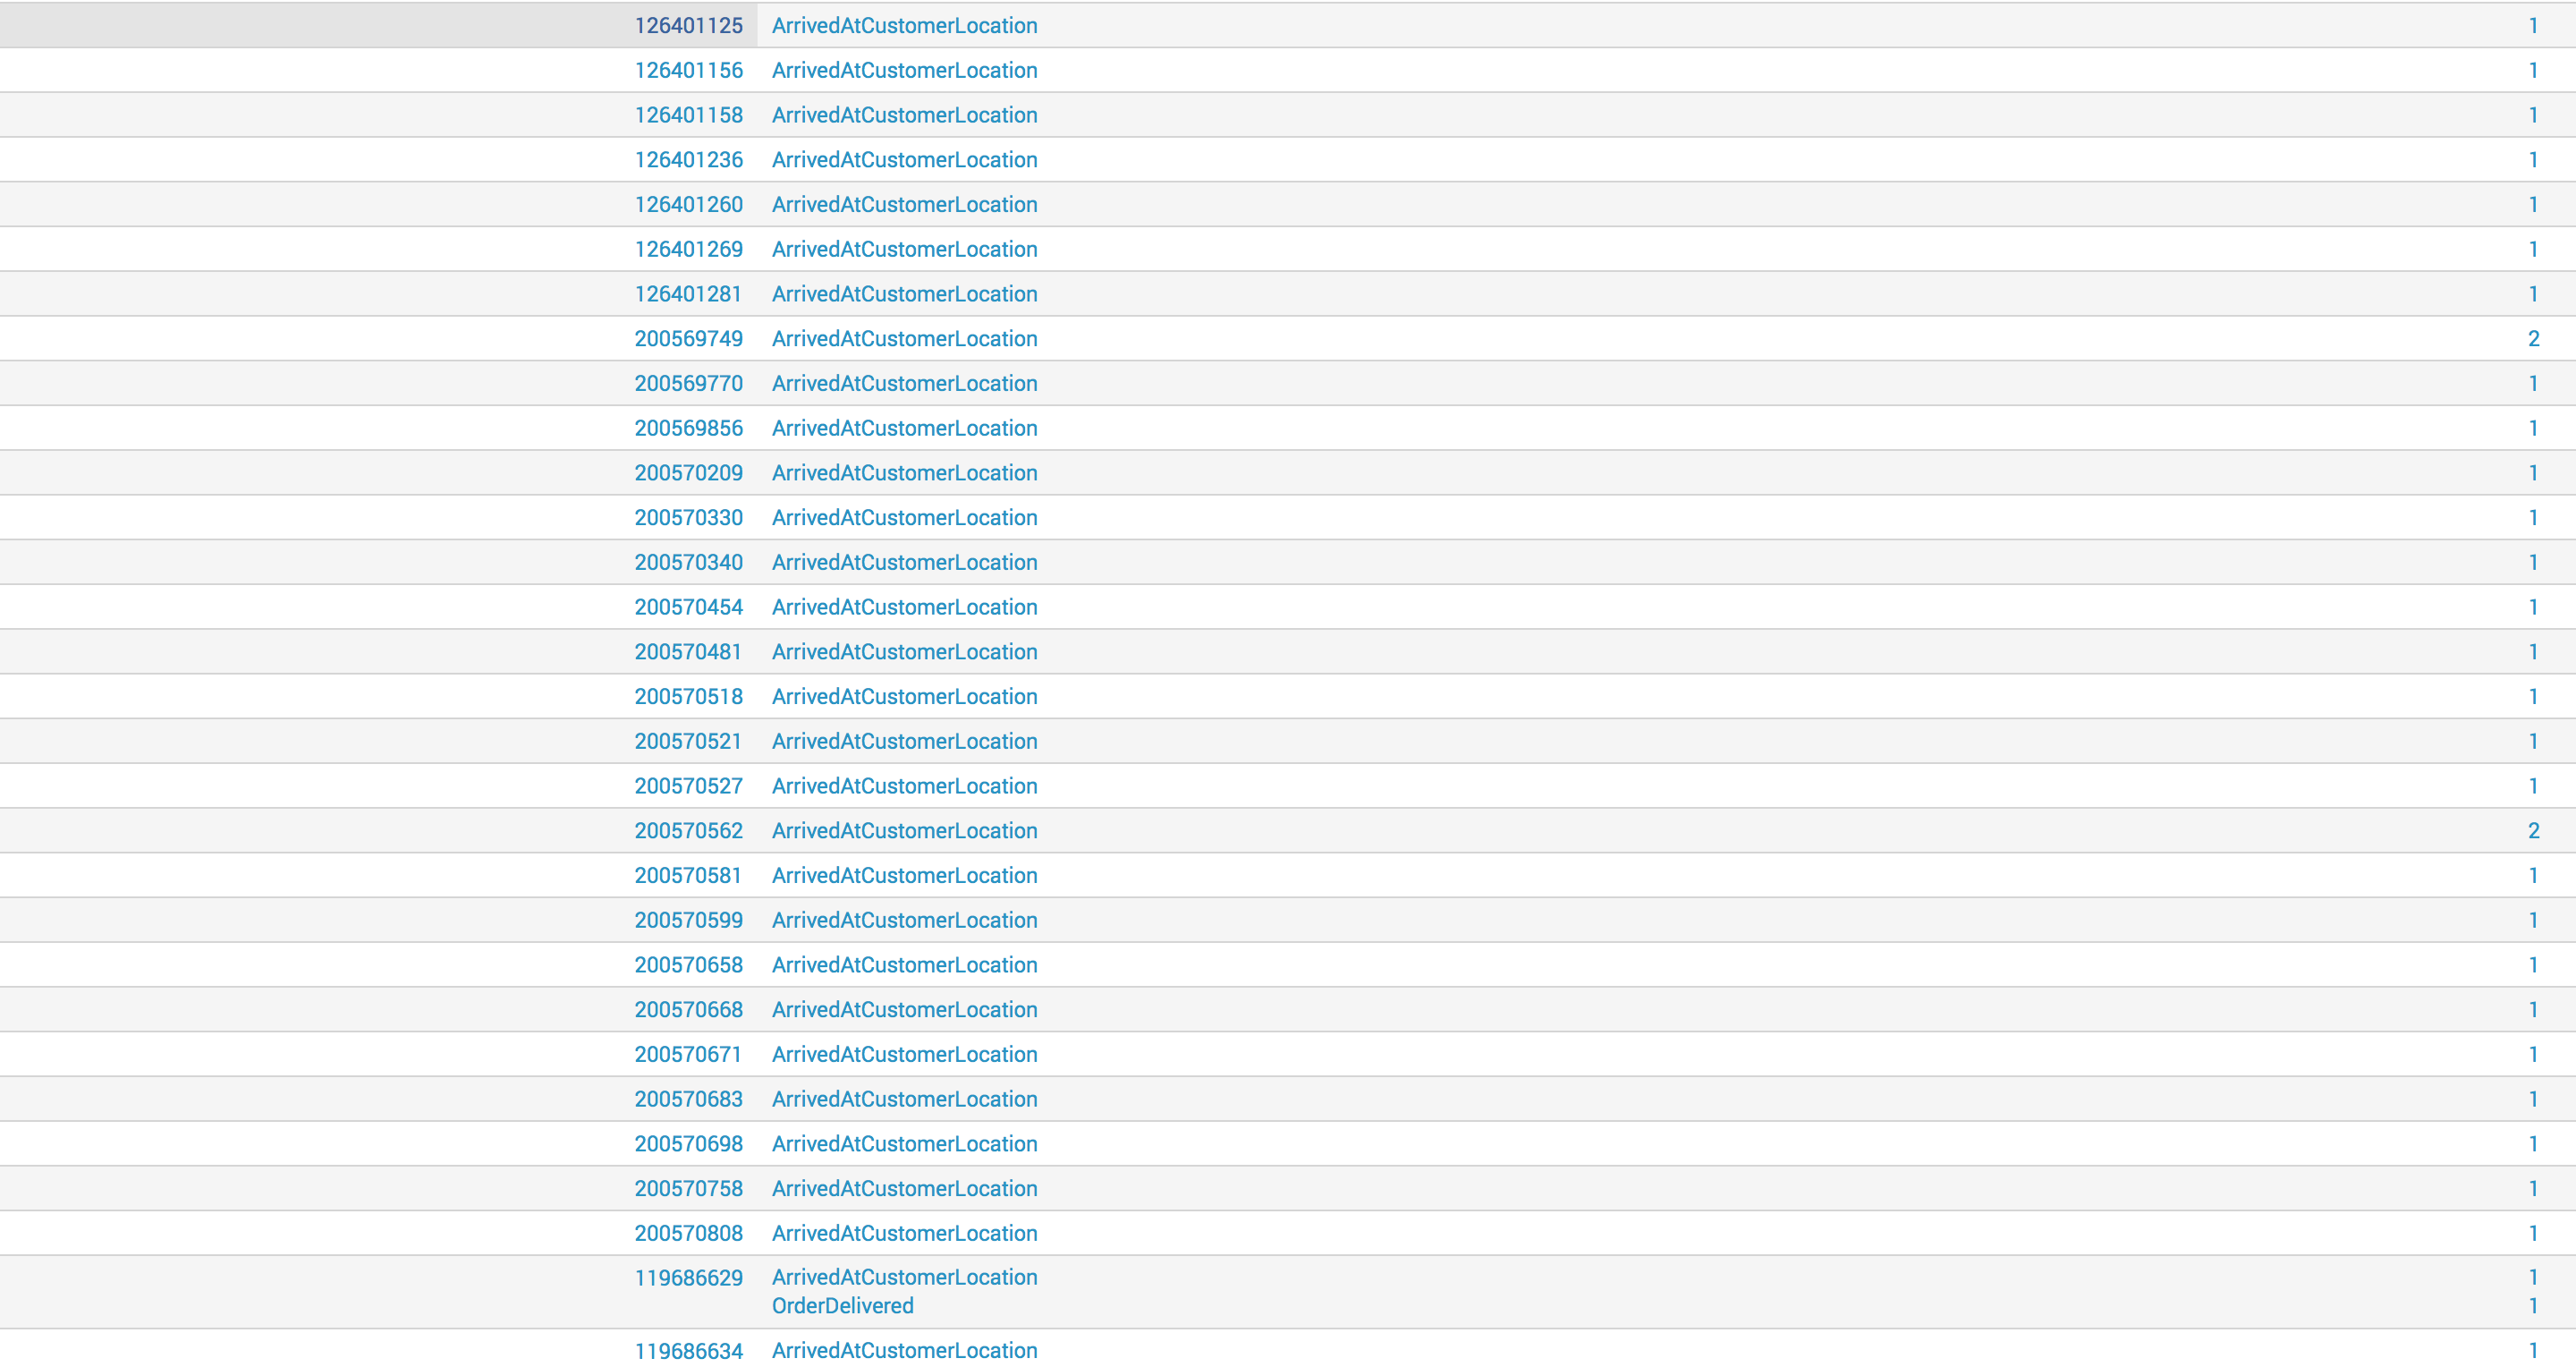 126401125 ArrivedAtCustomerLocation 1
126401156 ArrivedAtCustomerLocation 1
126401158 ArrivedAtCustomerLocation 1
126401236 ArrivedAtCustomerLocation 1
126401260 ArrivedAtCustomerLocation 1
126401269 ArrivedAtCustomerLocation 1
126401281 ArrivedAtCustomerLocation 1
200569749 ArrivedAtCustomerLocation 2
200569770 ArrivedAtCustomerLocation 1
200569856 ArrivedAtCustomerLocation 1
200570209 ArrivedAtCustomerLocation 1
200570330 ArrivedAtCustomerLocation 1
200570340 ArrivedAtCustomerLocation 1
200570454 ArrivedAtCustomerLocation 1
200570481 ArrivedAtCustomerLocation 1
200570518 ArrivedAtCustomerLocation 1
200570521 ArrivedAtCustomerLocation 1
200570527 ArrivedAtCustomerLocation 1
200570562 ArrivedAtCustomerLocation 2
200570581 ArrivedAtCustomerLocation 1
200570599 ArrivedAtCustomerLocation 1
200570658 ArrivedAtCustomerLocation 1
200570668 ArrivedAtCustomerLocation 1
200570671 ArrivedAtCustomerLocation 1
200570683 ArrivedAtCustomerLocation 1
200570698 ArrivedAtCustomerLocation 1
200570758 ArrivedAtCustomerLocation 1
200570808 ArrivedAtCustomerLocation 1
119686629 ArrivedAtCustomerLocation 1
OrderDelivered 1
119686634 ArrivedAtCustomerLocation 1